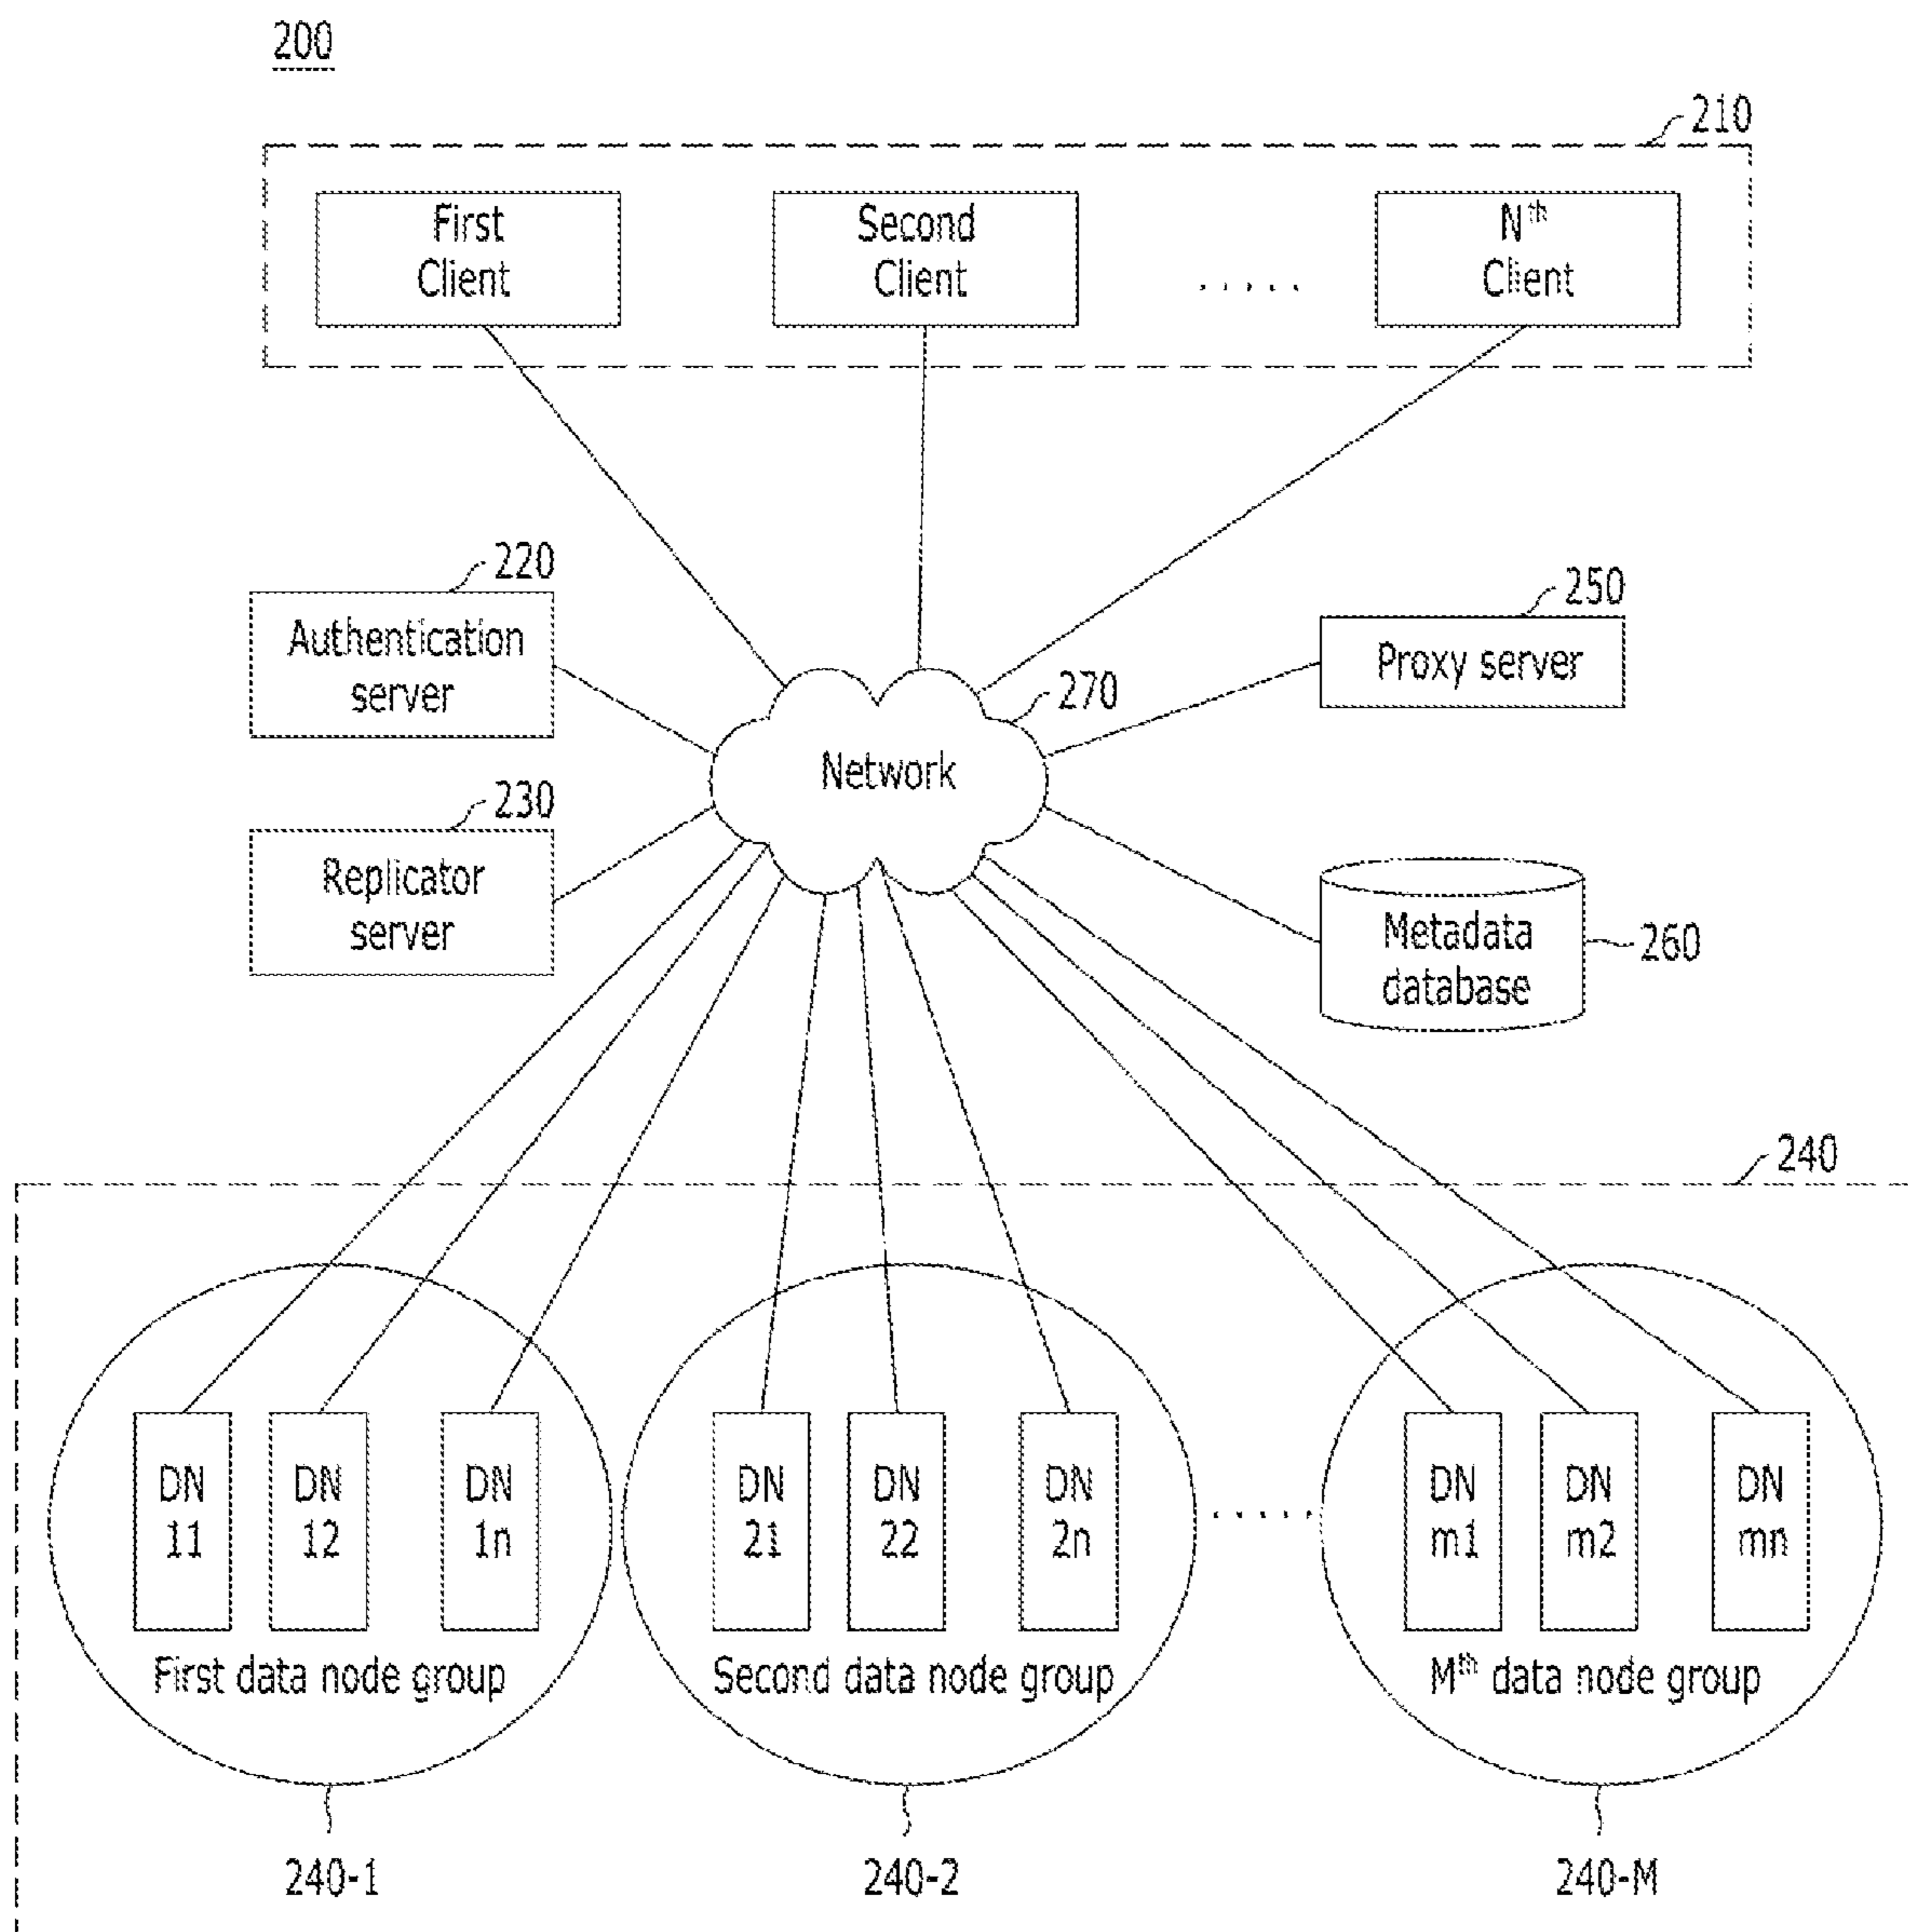 200
210
First
Client
Second
Client
.....
Nth
Client
220
Authentication
server
250
Proxy server
270
Network
230
Replicator
server
Metadata
database
260
240
DN
11
DN
12
DN
1n
First data node group
DN
21
DN
22
DN
2n
Second data node group
.....
DN
m1
DN
m2
DN
mn
Mth data node group
240-1
240-2
240-M